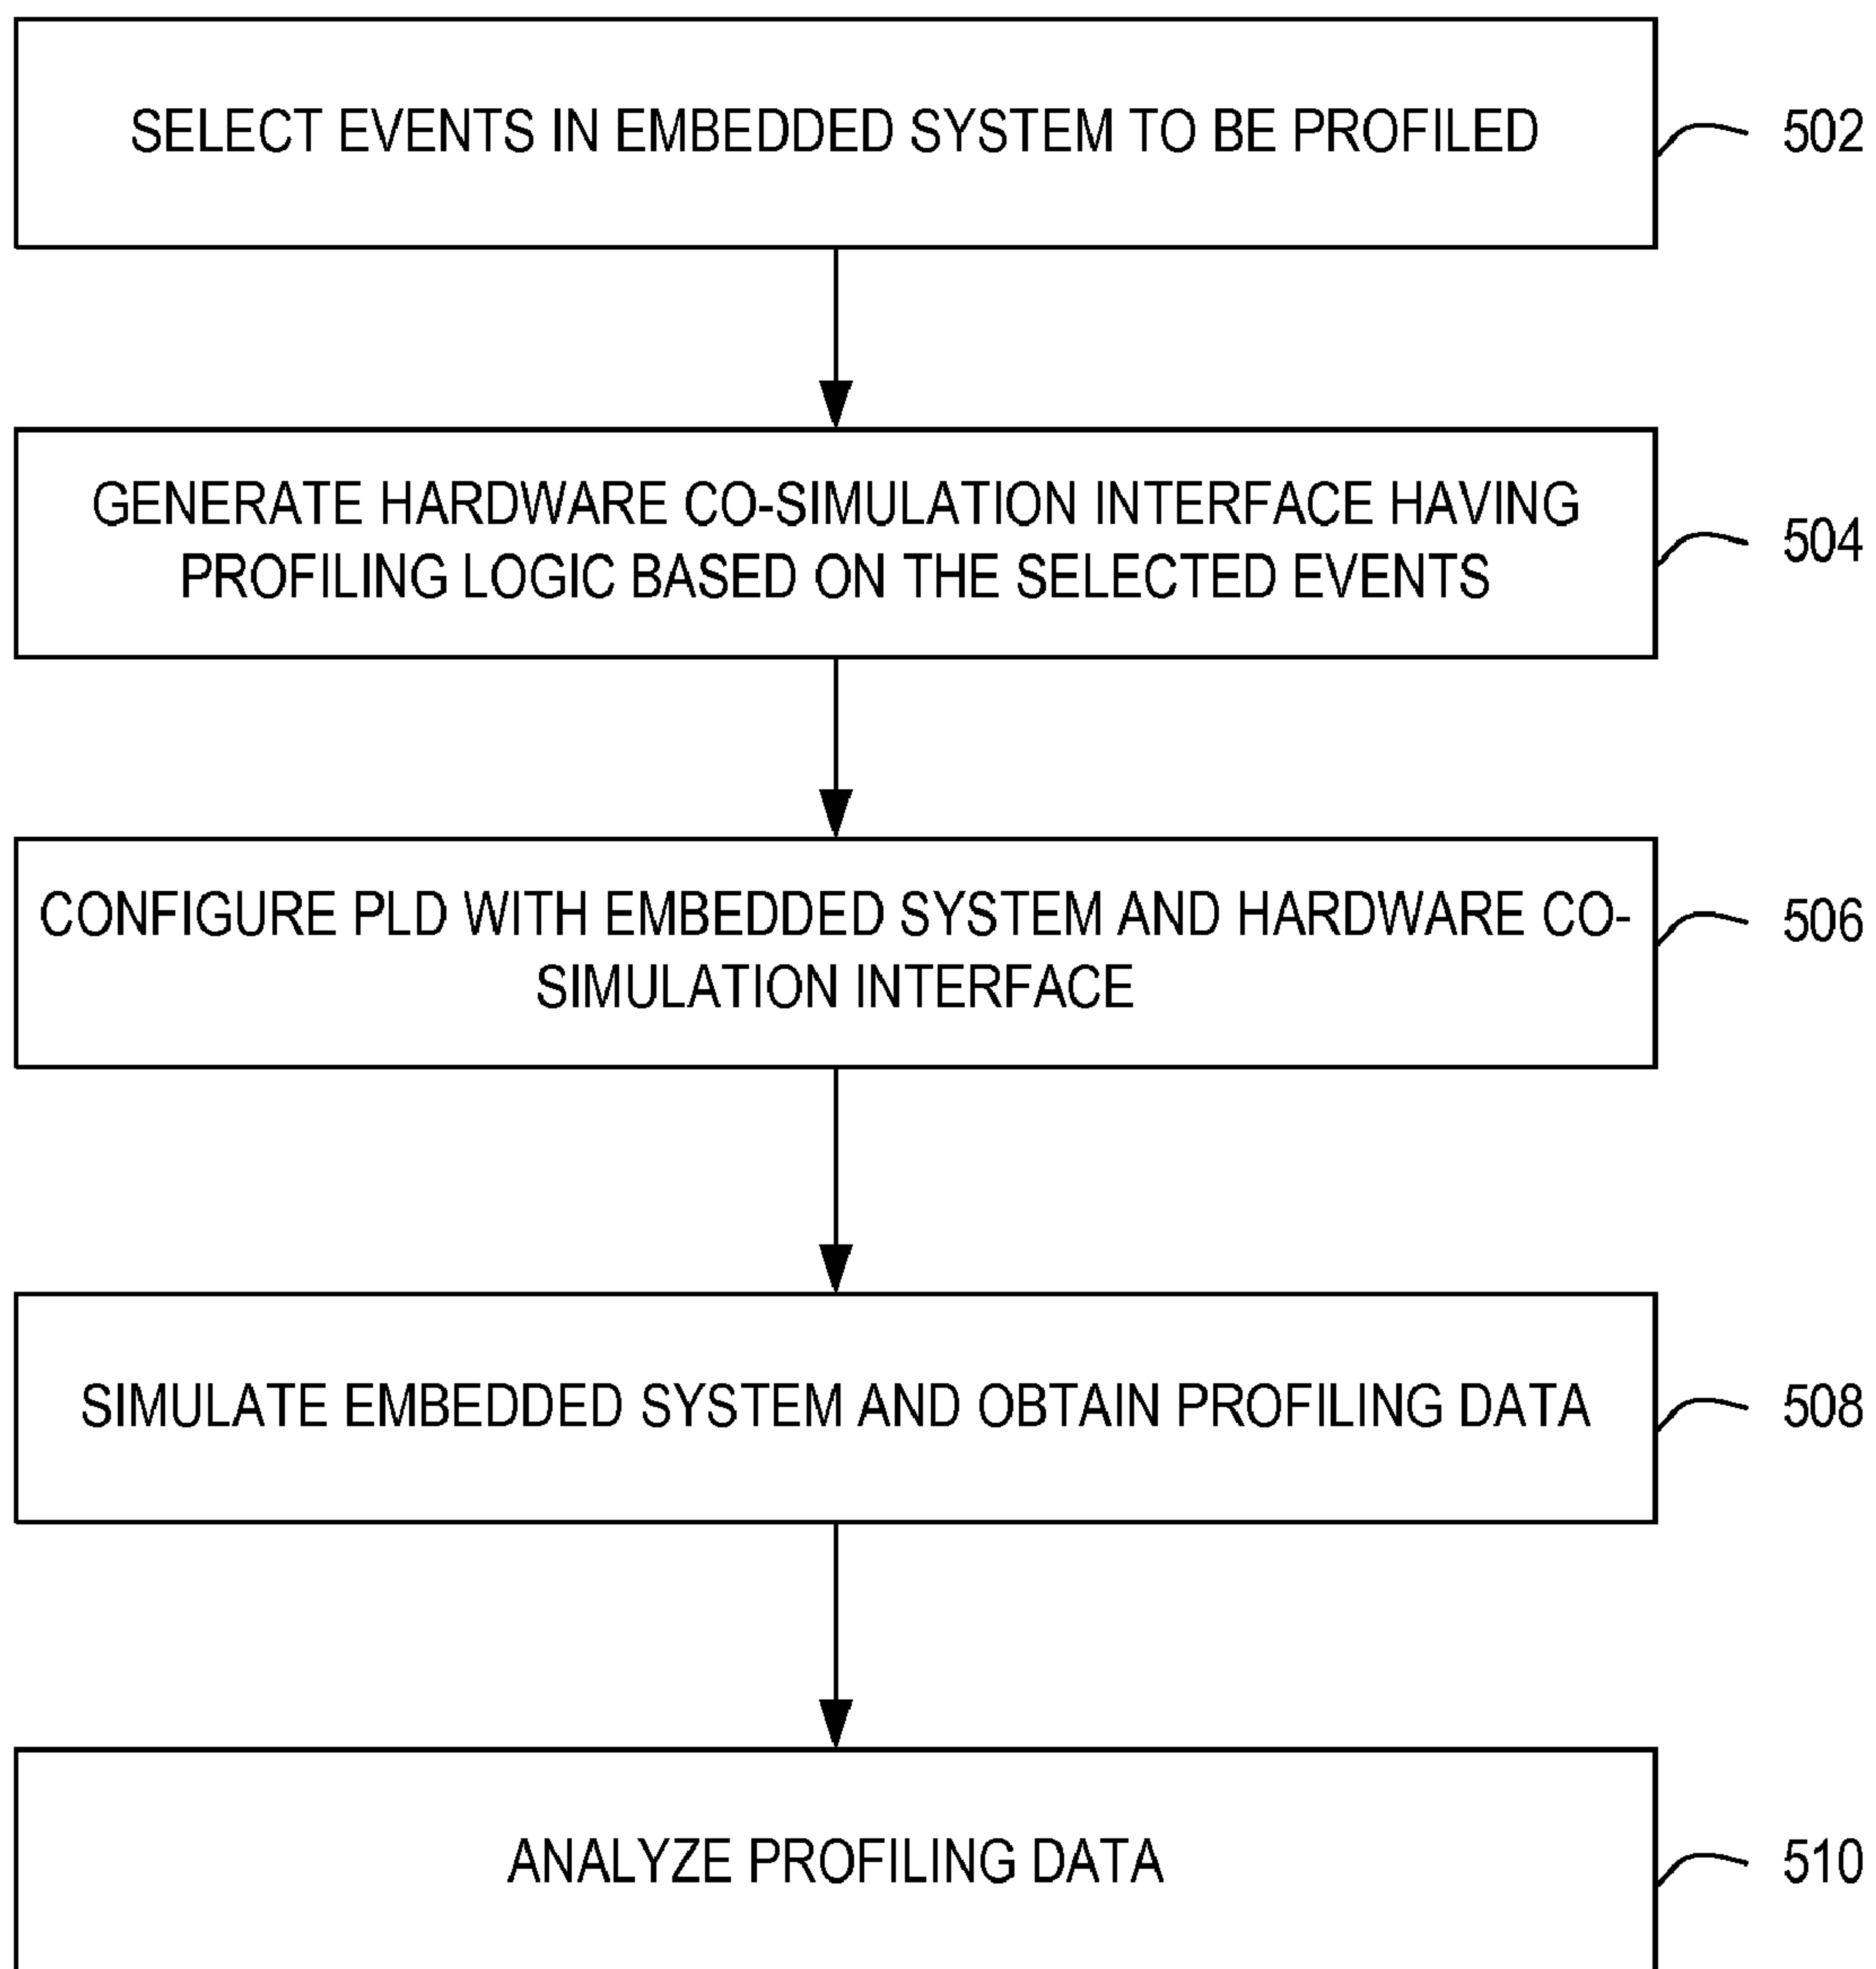 SELECT EVENTS IN EMBEDDED SYSTEM TO BE PROFILED
502
GENERATE HARDWARE CO-SIMULATION INTERFACE HAVING
PROFILING LOGIC BASED ON THE SELECTED EVENTS
504
CONFIGURE PLD WITH EMBEDDED SYSTEM AND HARDWARE CO-
SIMULATION INTERFACE
506
SIMULATE EMBEDDED SYSTEM AND OBTAIN PROFILING DATA
508
ANALYZE PROFILING DATA
510